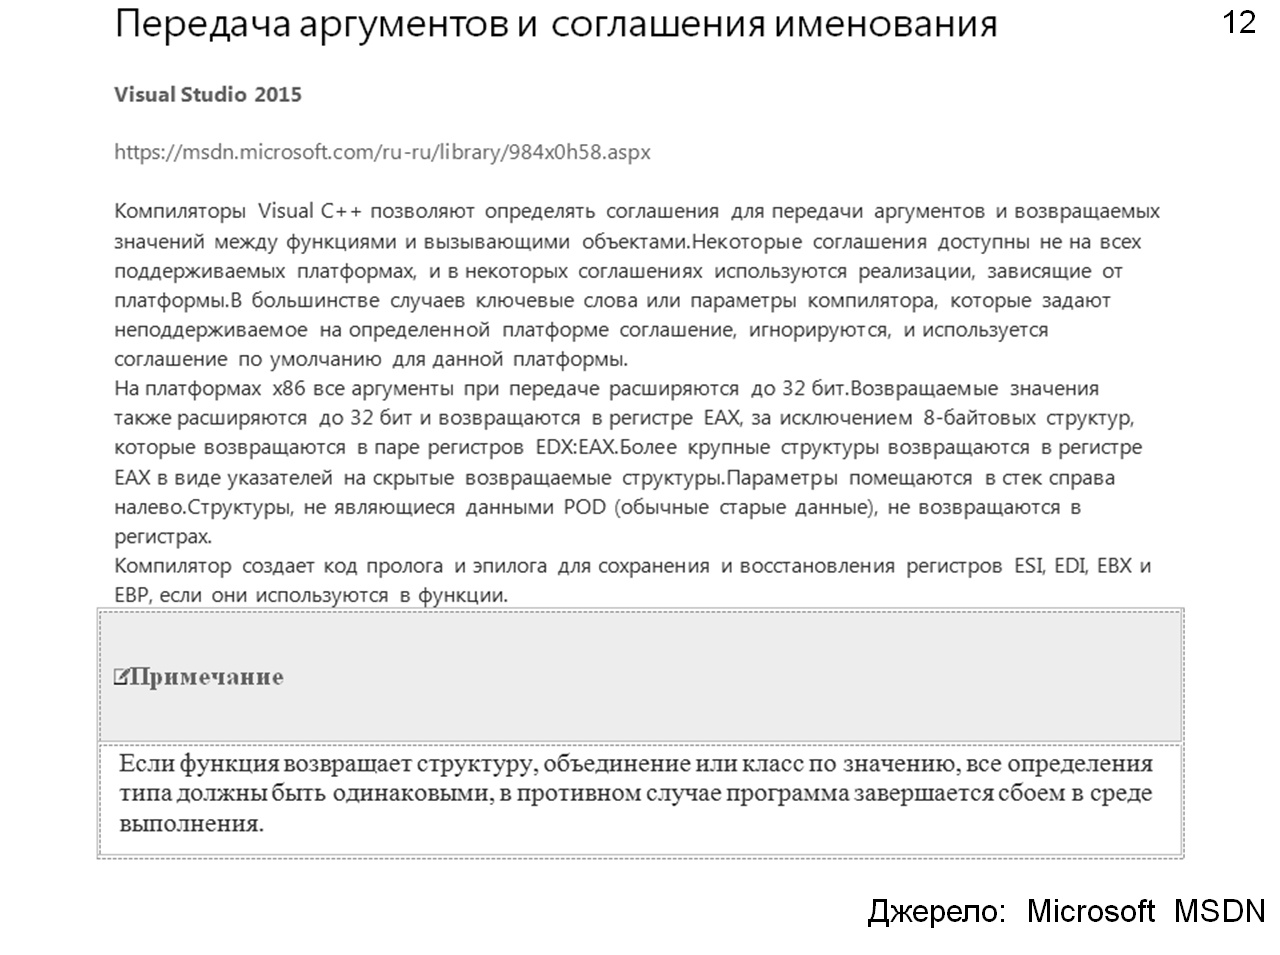 Передача аргументов и соглашения именования
12
Visual Studio 2015
https://msdn.microsoft.com/ru-ru/library/984x0h58.aspx
Компиляторы Visual C++ позволяют определять соглашения для передачи аргументов и возвращаемых
значений между функциями и вызывающими объектами.Некоторые соглашения доступны не на всех
поддерживаемых платформах, и в некоторых соглашениях используются реализации, зависящие от
платформы.В большинстве случаев ключевые слова или параметры компилятора, которые задают
неподдерживаемое на определенной платформе соглашение, игнорируются, и используется
соглашение по умолчанию для данной платформы.
На платформах x86 все аргументы при передаче расширяются до 32 бит.Возвращаемые значения
также расширяются до 32 бит и возвращаются в регистре EAX, за исключением 8-байтовых структур,
которые возвращаются в паре регистров EDX:EAX.Более крупные структуры возвращаются в регистре
EAX в виде указателей на скрытые возвращаемые структуры.Параметры помещаются в стек справа
налево.Структуры, не являющиеся данными POD (обычные старые данные), не возвращаются в
регистрах.
Компилятор создает код пролога и эпилога для сохранения и восстановления регистров ESI, EDI, EBX и
EBP, если они используются в функции.
Примечание
Если функция возвращает структуру, объединение или класс по значению, все определения
типа должны быть одинаковыми, в противном случае программа завершается сбоем в среде
выполнения.
Джерело: Microsoft MSDN